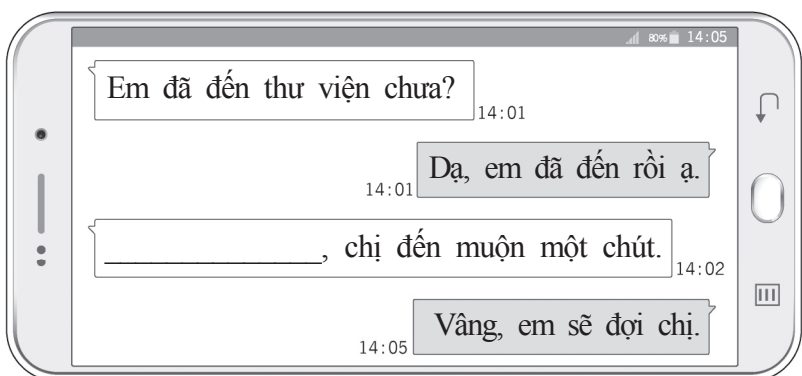 80% 14:05
Em đã đến thư viện chưa?
14:01
Dạ, em đã đến rồi ạ.
14:01
_______________, chị đến muộn một chút.
14:02
Vâng, em sẽ đợi chị.
14:05